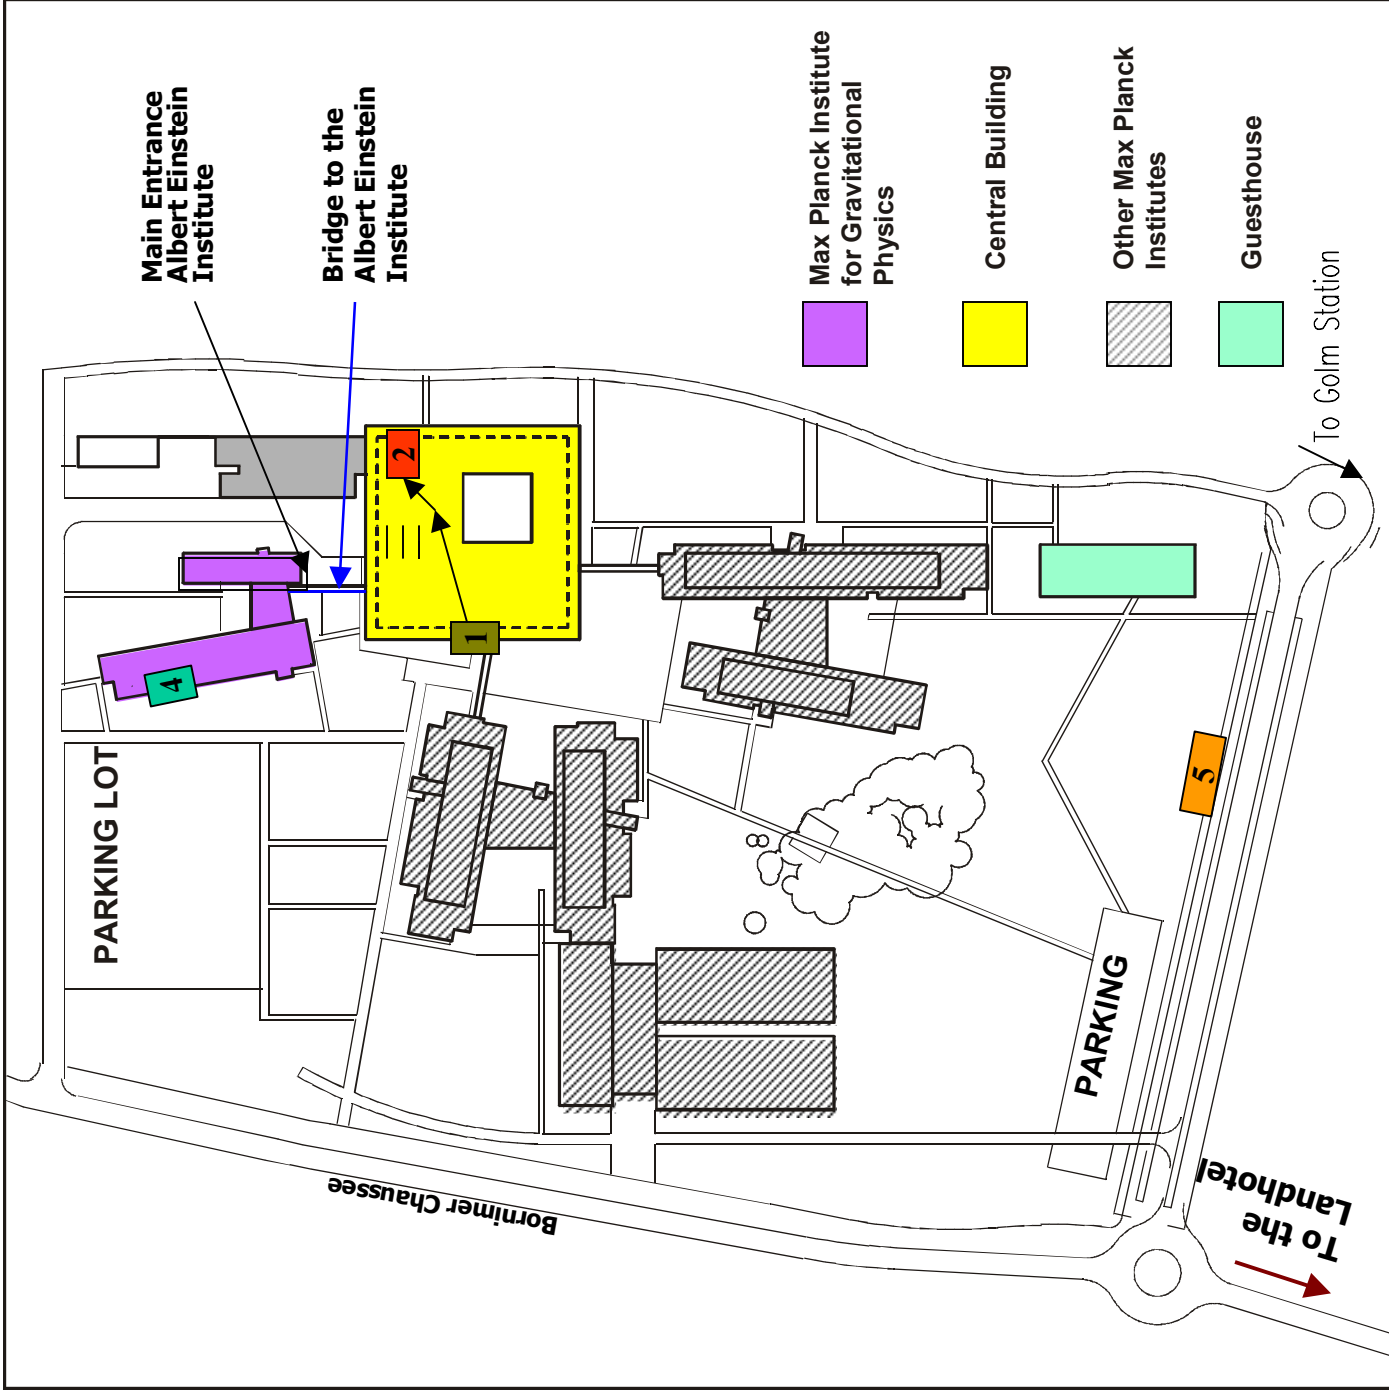 Main Entrance
Albert Einstein
Institute
Bridge to the
Albert Einstein
Institute
Max Planck Institute
for Gravitational
Physics
Central Building
Other Max Planck
Institutes
Guesthouse
To Golm Station
2
1
4
5
PARKING LOT
PARKING
Bornimer Chaussee
To the
Landhotel